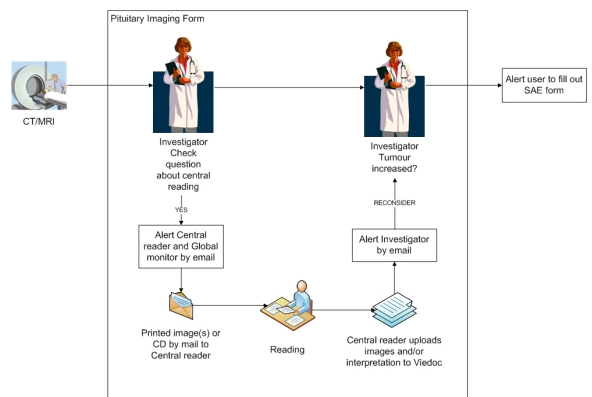 Pituitary Imaging Form
CT/MRI
Investigator
Check
question
about central
reading
Investigator
Tumour
increased?
Alert user to fill out
SAE form
YES
RECONSIDER
Alert Central
reader and Global
monitor by email
Alert Investigator
by email
Printed image(s) or
CD by mail to
Central reader
Reading
Central reader uploads
images and/or
interpretation to Viedoc